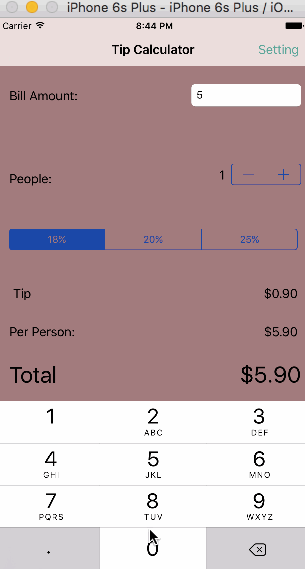 iPhone 6s Plus - iPhone 6s Plus / iO...
Carrier 8:44 PM
Tip Calculator Setting
Bill Amount: 5
People: 1 − +
18% 20% 25%
Tip $0.90
Per Person: $5.90
Total $5.90
1 2 3
ABC DEF
4 5 6
GHI JKL MNO
7 8 9
PQRS TUV WXYZ
. 0